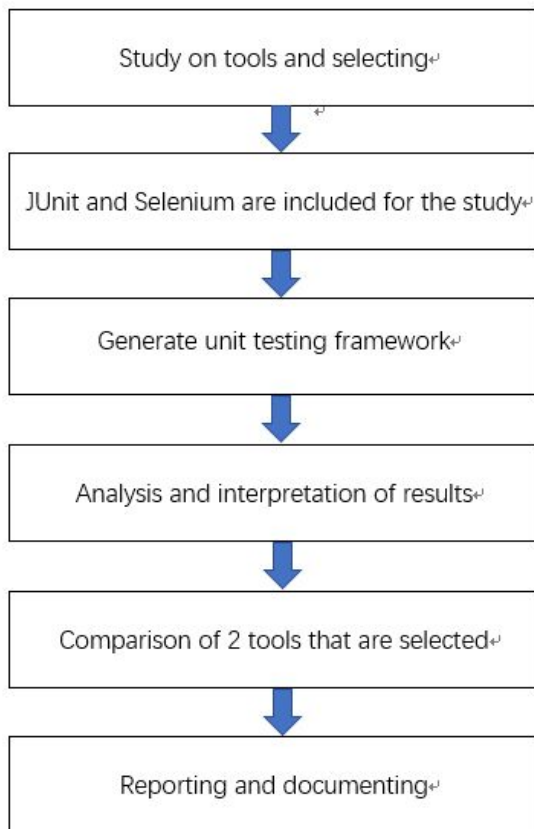 Study on tools and selecting↵
↵
JUnit and Selenium are included for the study↵
Generate unit testing framework↵
Analysis and interpretation of results↵
Comparison of 2 tools that are selected↵
Reporting and documenting↵